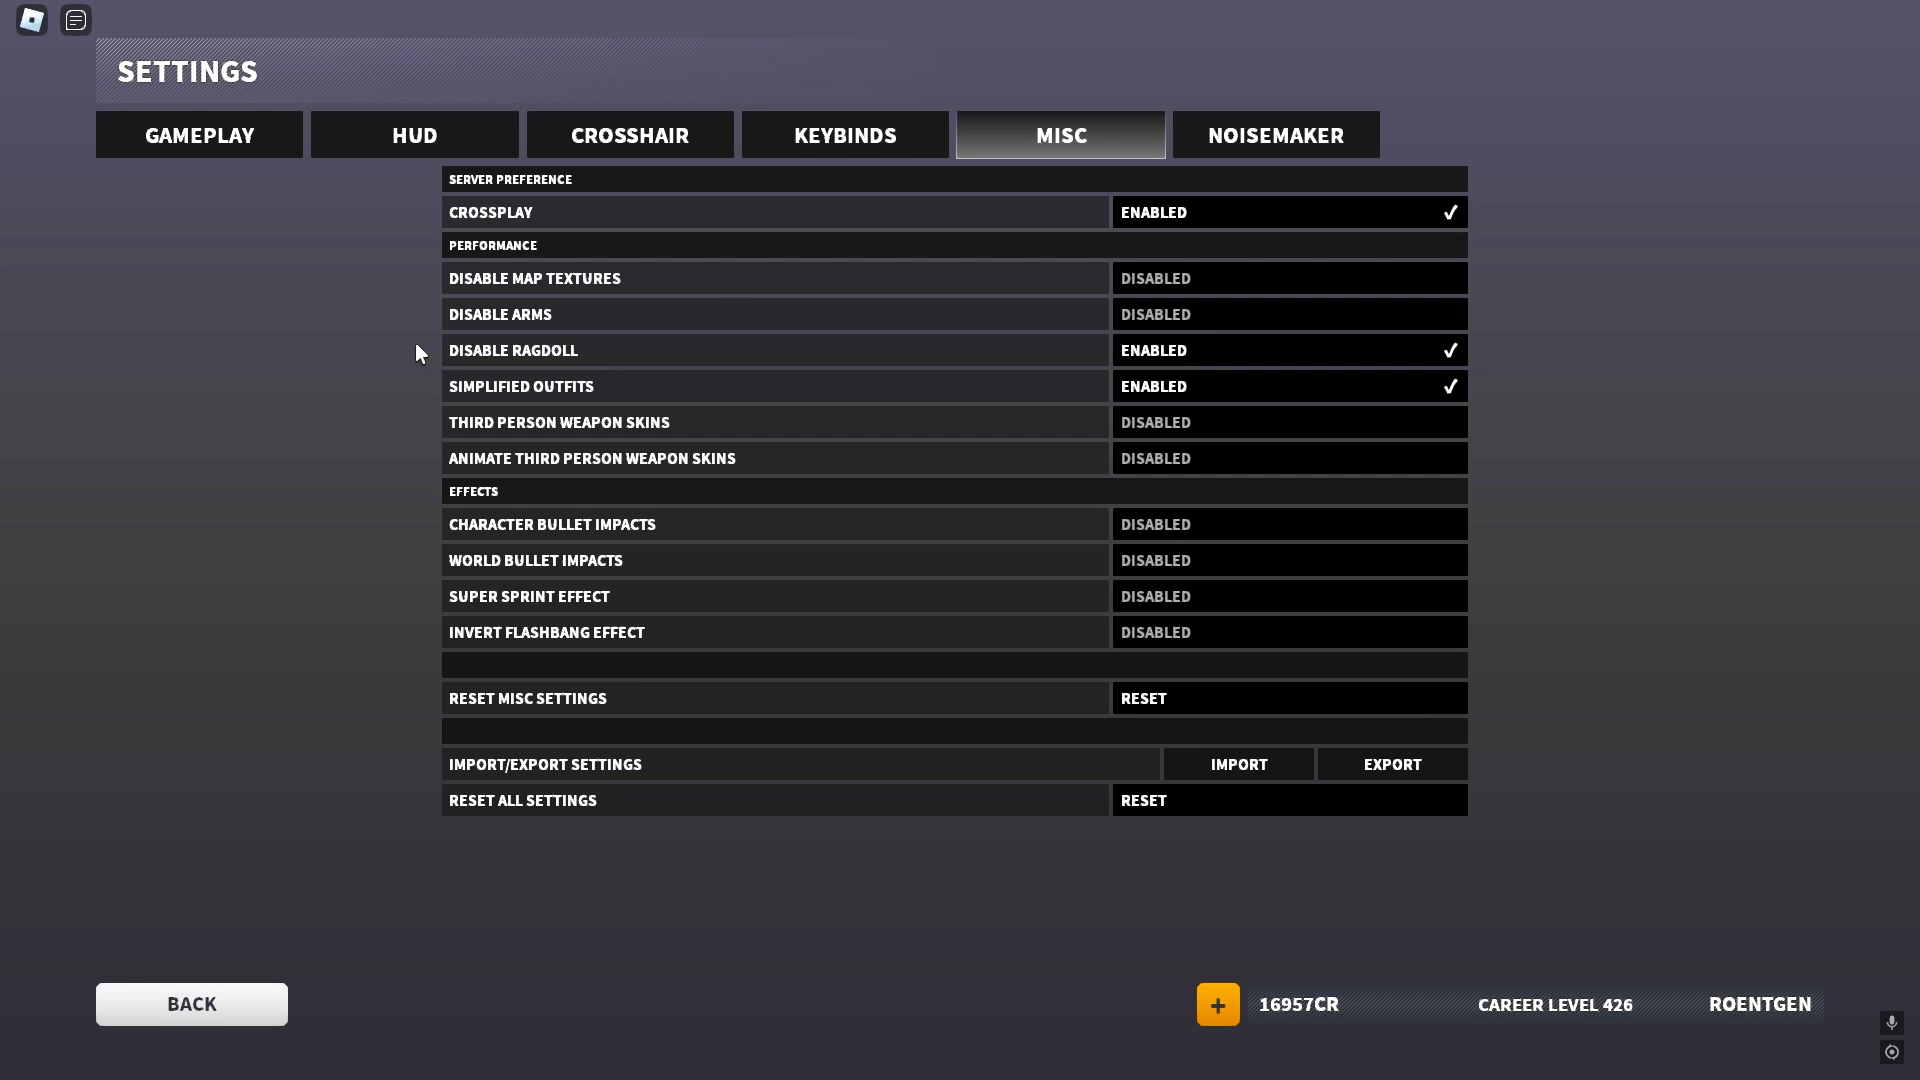 SETTINGS
GAMEPLAY HUD CROSSHAIR KEYBINDS MISC NOISEMAKER
SERVER PREFERENCE
CROSSPLAY ENABLED ✓
PERFORMANCE
DISABLE MAP TEXTURES DISABLED
DISABLE ARMS DISABLED
DISABLE RAGDOLL ENABLED ✓
SIMPLIFIED OUTFITS ENABLED ✓
THIRD PERSON WEAPON SKINS DISABLED
ANIMATE THIRD PERSON WEAPON SKINS DISABLED
EFFECTS
CHARACTER BULLET IMPACTS DISABLED
WORLD BULLET IMPACTS DISABLED
SUPER SPRINT EFFECT DISABLED
INVERT FLASHBANG EFFECT DISABLED
RESET MISC SETTINGS RESET
IMPORT/EXPORT SETTINGS IMPORT EXPORT
RESET ALL SETTINGS RESET
BACK + 16957CR CAREER LEVEL 426 ROENTGEN